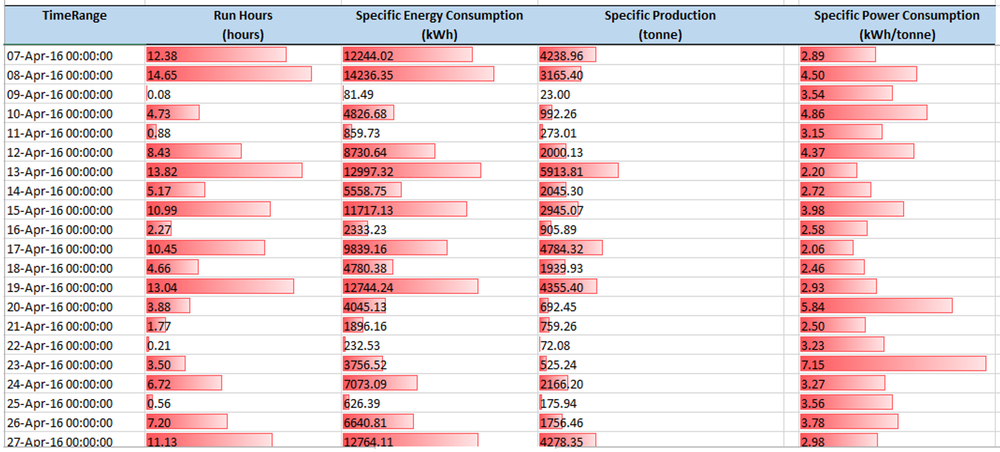 TimeRange Run Hours Specific Energy Consumption Specific Production Specific Power Consumption
(hours) (kWh) (tonne) (kWh/tonne)
07-Apr-16 00:00:00 12.38 12244.02 4238.96 2.89
08-Apr-16 00:00:00 14.65 14236.35 3165.40 4.50
09-Apr-16 00:00:00 0.08 81.49 23.00 3.54
10-Apr-16 00:00:00 4.73 4826.68 992.26 4.86
11-Apr-16 00:00:00 0.88 859.73 273.01 3.15
12-Apr-16 00:00:00 8.43 8730.64 2000.13 4.37
13-Apr-16 00:00:00 13.82 12997.32 5913.81 2.20
14-Apr-16 00:00:00 5.17 5558.75 2045.30 2.72
15-Apr-16 00:00:00 10.99 11717.13 2945.07 3.98
16-Apr-16 00:00:00 2.27 2333.23 905.89 2.58
17-Apr-16 00:00:00 10.45 9839.16 4784.32 2.06
18-Apr-16 00:00:00 4.66 4780.38 1939.93 2.46
19-Apr-16 00:00:00 13.04 12744.24 4355.40 2.93
20-Apr-16 00:00:00 3.88 4045.13 692.45 5.84
21-Apr-16 00:00:00 1.77 1896.16 759.26 2.50
22-Apr-16 00:00:00 0.21 232.53 72.08 3.23
23-Apr-16 00:00:00 3.50 3756.52 525.24 7.15
24-Apr-16 00:00:00 6.72 7073.09 2166.20 3.27
25-Apr-16 00:00:00 0.56 626.39 175.94 3.56
26-Apr-16 00:00:00 7.20 6640.81 1756.46 3.78
27-Apr-16 00:00:00 11.13 12764.11 4278.35 2.98